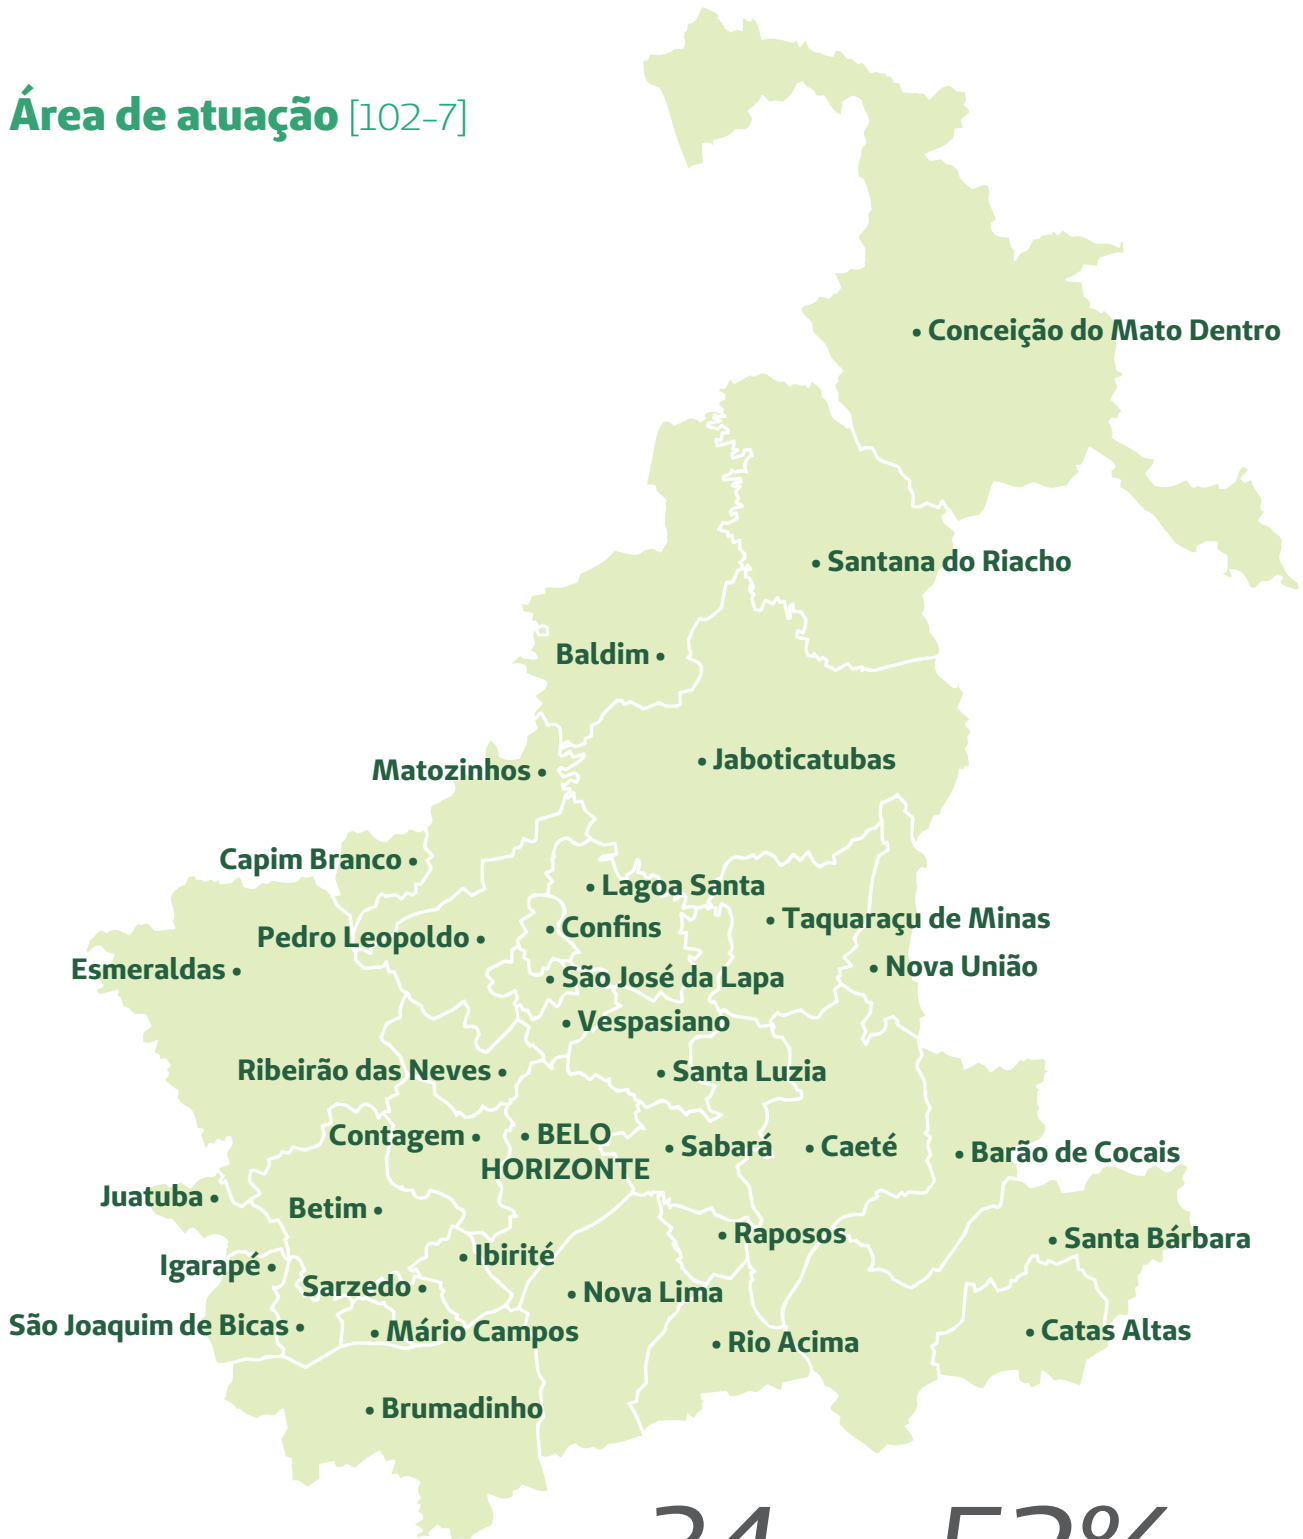 Área de atuação [102-7]
• Conceição do Mato Dentro
• Santana do Riacho
Baldim •
• Jaboticatubas
Matozinhos •
Capim Branco •
• Lagoa Santa
• Taquaraçu de Minas
• Confins
Pedro Leopoldo •
• Nova União
Esmeraldas •
• São José da Lapa
• Vespasiano
Ribeirão das Neves •
• Santa Luzia
Contagem •
• BELO
HORIZONTE
• Sabará
• Caeté
• Barão de Cocais
Juatuba •
Betim •
• Raposos
• Santa Bárbara
• Ibirité
Igarapé •
Sarzedo •
• Nova Lima
São Joaquim de Bicas •
• Mário Campos
• Catas Altas
• Rio Acima
• Brumadinho
34 52%